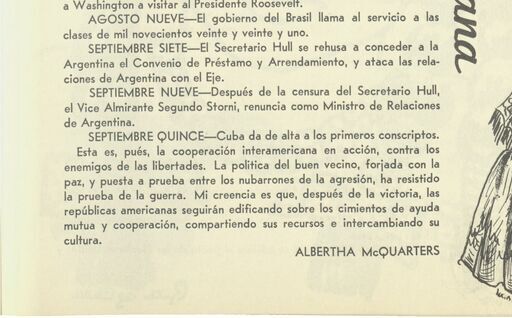 a Washington a visitar al Presidente Roosevelt.
AGOSTO NUEVE—El gobierno del Brasil llama al servicio a las
clases de mil novecientos veinte y veinte y uno.
SEPTIEMBRE SIETE—El Secretario Hull se rehusa a conceder a la
Argentina el Convenio de Préstamo y Arrendamiento, y ataca las rela-
ciones de Argentina con el Eje.
SEPTIEMBRE NUEVE—Después de la censura del Secretario Hull,
el Vice Almirante Segundo Storni, renuncia como Ministro de Relaciones
de Argentina.
SEPTIEMBRE QUINCE—Cuba da de alta a los primeros conscriptos.
Esta es, pués, la cooperación interamericana en acción, contra los
enemigos de las libertades. La politica del buen vecino, forjada con la
paz, y puesta a prueba entre los nubarrones de la agresión, ha resistido
la prueba de la guerra. Mi creencia es que, después de la victoria, las
repúblicas americanas seguirán edificando sobre los cimientos de ayuda
mutua y cooperación, compartiendo sus recursos e intercambiando su
cultura.
ALBERTHA McQUARTERS
ana